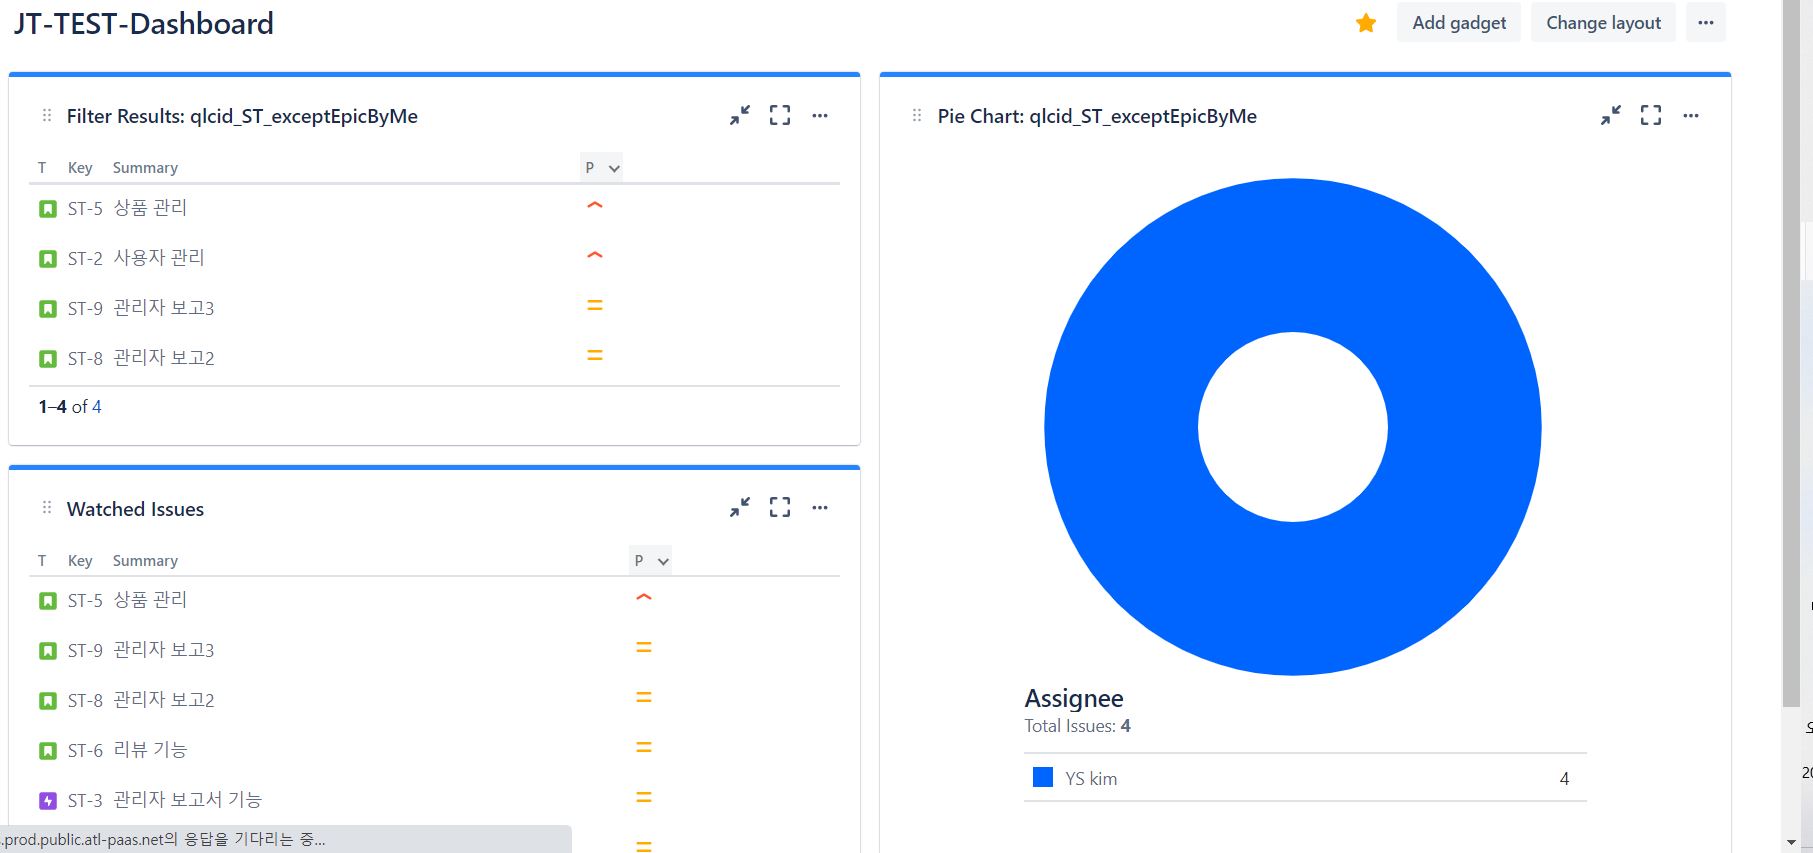 JT-TEST-Dashboard
Add gadget
Change layout
Filter Results: qlcid_ST_exceptEpicByMe
T Key Summary P
ST-5 상품 관리
ST-2 사용자 관리
ST-9 관리자 보고3
ST-8 관리자 보고2
1–4 of 4
Watched Issues
T Key Summary P
ST-5 상품 관리
ST-9 관리자 보고3
ST-8 관리자 보고2
ST-6 리뷰 기능
ST-3 관리자 보고서 기능
.prod.public.atl-paas.net의 응답을 기다리는 중...
Pie Chart: qlcid_ST_exceptEpicByMe
Assignee
Total Issues: 4
YS kim 4